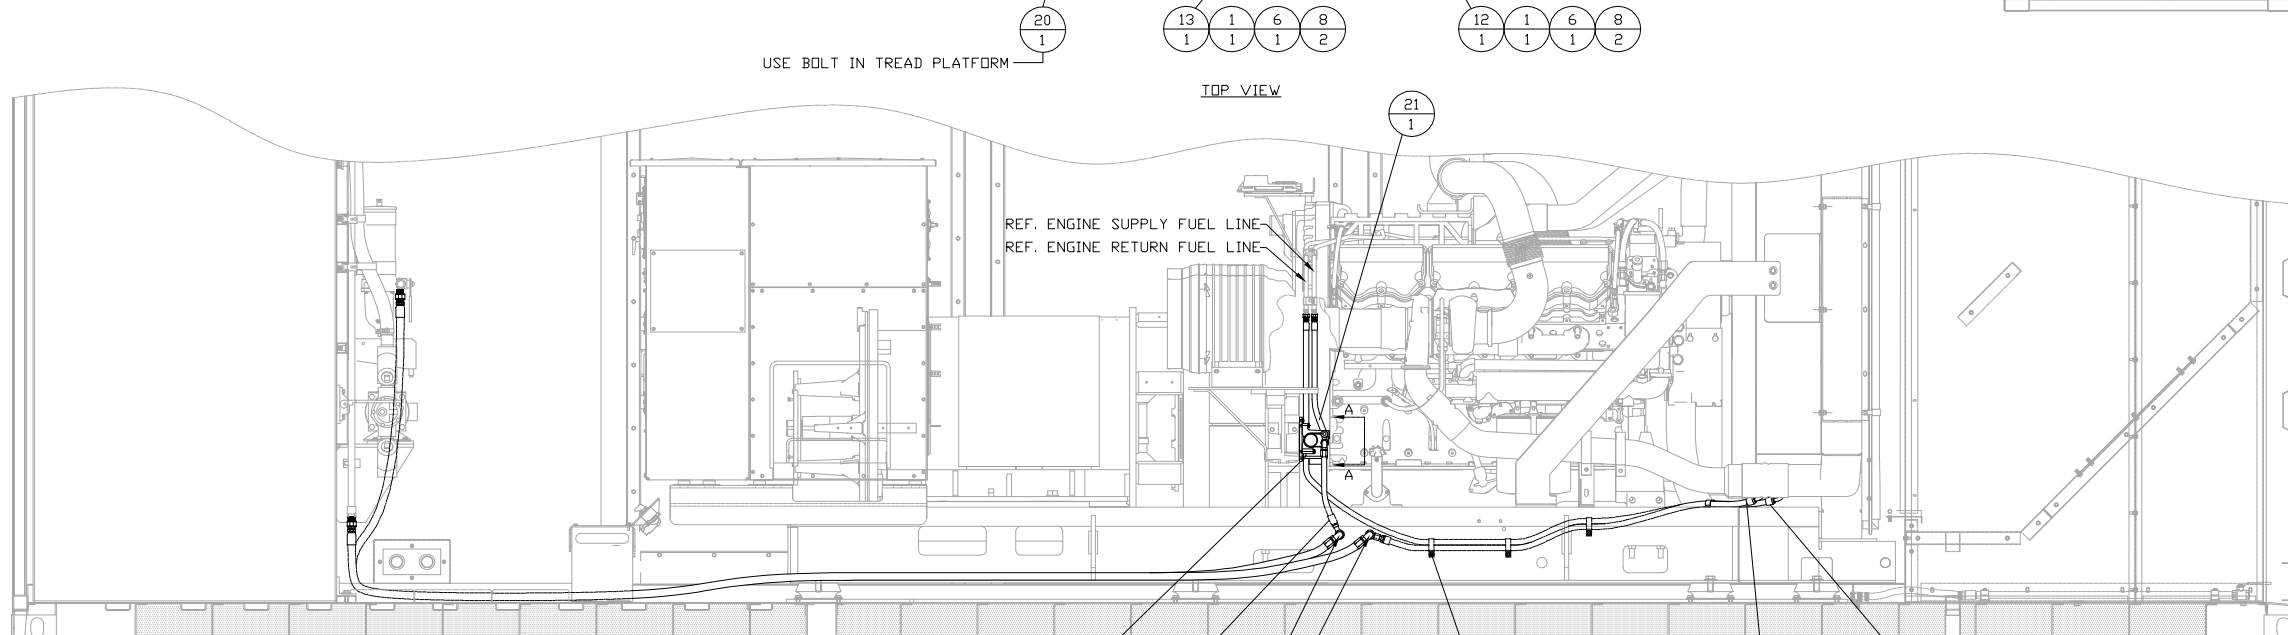 20 13 1 6 8 12 1 6 8
1 1 1 1 2 1 1 1 2
USE BOLT IN TREAD PLATFORM
TOP VIEW
21
1
REF. ENGINE SUPPLY FUEL LINE
REF. ENGINE RETURN FUEL LINE
A
A